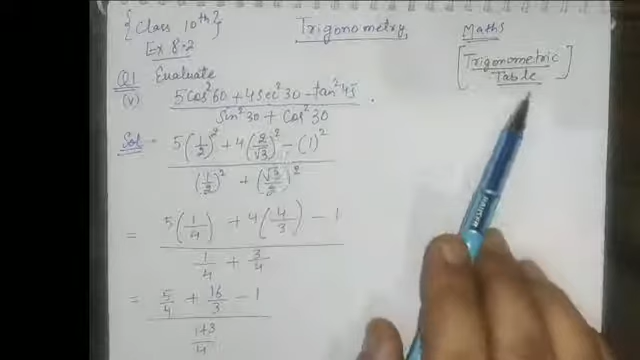 {Class 10th}
Trigonometry,
Maths
Ex 8.2
[Trigonometric Table]
Q1 Evaluate
(v) (5cos²60 + 4sec²30 - tan²45) / (sin²30 + cos²30) .
Sol = (5(1/2)² + 4(2/√3)² - (1)²) / ((1/2)² + (√3/2)²)
= (5(1/4) + 4(4/3) - 1) / (1/4 + 3/4)
= (5/4 + 16/3 - 1) / ((1+3)/4)